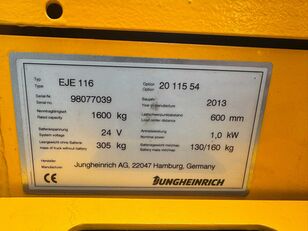 Typ EJE 116 Option 20 115 54
Type Option
Serial-Nr. 98077039 Baujahr 2013
Serial no. Year of manufacture
Nenntragfähigkeit 1600 kg Lastschwerpunktabstand 600 mm
Rated capacity Load center distance
Batteriespannung 24 V Antriebsleistung 1,0 kW
System voltage
Leergewicht ohne Batterie 305 kg Batteriegewicht min/max 130/160 kg
Mass of truck without battery Battery mass min/max
Hersteller Jungheinrich AG, 22047 Hamburg, Germany
Manufacturer
CE JUNGHEINRICH